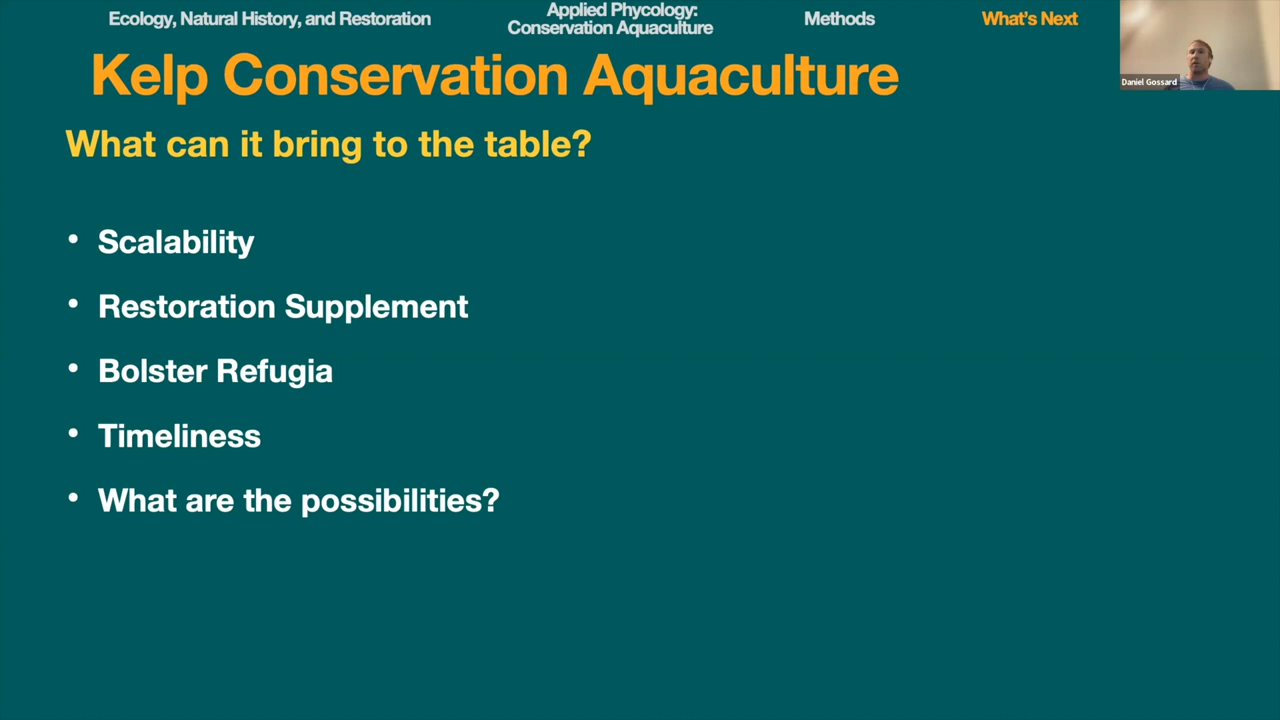 Ecology, Natural History, and Restoration
Applied Phycology:
Conservation Aquaculture
Methods
What's Next
Kelp Conservation Aquaculture
Daniel Gossard
What can it bring to the table?
• Scalability
• Restoration Supplement
• Bolster Refugia
• Timeliness
• What are the possibilities?